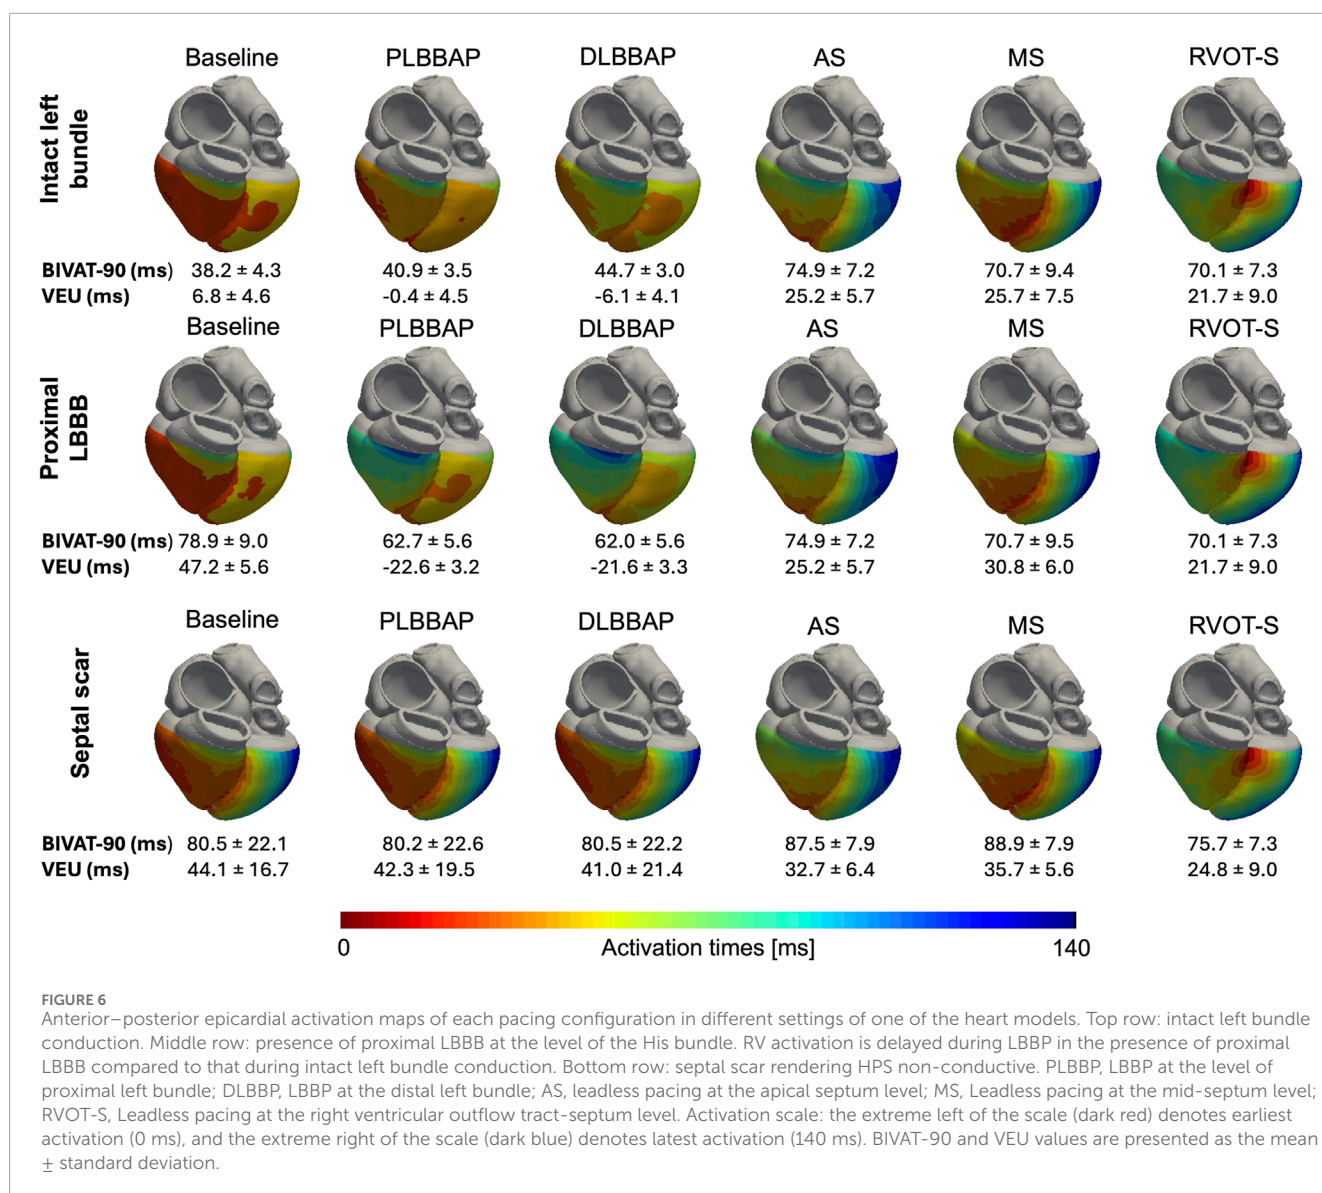 Baseline PLBBAP DLBBAP AS MS RVOT-S
Intact left
bundle
BIVAT-90 (ms) 38.2 ± 4.3 40.9 ± 3.5 44.7 ± 3.0 74.9 ± 7.2 70.7 ± 9.4 70.1 ± 7.3
VEU (ms) 6.8 ± 4.6 -0.4 ± 4.5 -6.1 ± 4.1 25.2 ± 5.7 25.7 ± 7.5 21.7 ± 9.0
Baseline PLBBAP DLBBAP AS MS RVOT-S
Proximal
LBBB
BIVAT-90 (ms) 78.9 ± 9.0 62.7 ± 5.6 62.0 ± 5.6 74.9 ± 7.2 70.7 ± 9.5 70.1 ± 7.3
VEU (ms) 47.2 ± 5.6 -22.6 ± 3.2 -21.6 ± 3.3 25.2 ± 5.7 30.8 ± 6.0 21.7 ± 9.0
Baseline PLBBAP DLBBAP AS MS RVOT-S
Septal scar
BIVAT-90 (ms) 80.5 ± 22.1 80.2 ± 22.6 80.5 ± 22.2 87.5 ± 7.9 88.9 ± 7.9 75.7 ± 7.3
VEU (ms) 44.1 ± 16.7 42.3 ± 19.5 41.0 ± 21.4 32.7 ± 6.4 35.7 ± 5.6 24.8 ± 9.0
0 Activation times [ms] 140
FIGURE 6
Anterior–posterior epicardial activation maps of each pacing configuration in different settings of one of the heart models. Top row: intact left bundle
conduction. Middle row: presence of proximal LBBB at the level of the His bundle. RV activation is delayed during LBBP in the presence of proximal
LBBB compared to that during intact left bundle conduction. Bottom row: septal scar rendering HPS non-conductive. PLBBP, LBBP at the level of
proximal left bundle; DLBBP, LBBP at the distal left bundle; AS, leadless pacing at the apical septum level; MS, Leadless pacing at the mid-septum level;
RVOT-S, Leadless pacing at the right ventricular outflow tract-septum level. Activation scale: the extreme left of the scale (dark red) denotes earliest
activation (0 ms), and the extreme right of the scale (dark blue) denotes latest activation (140 ms). BIVAT-90 and VEU values are presented as the mean
± standard deviation.